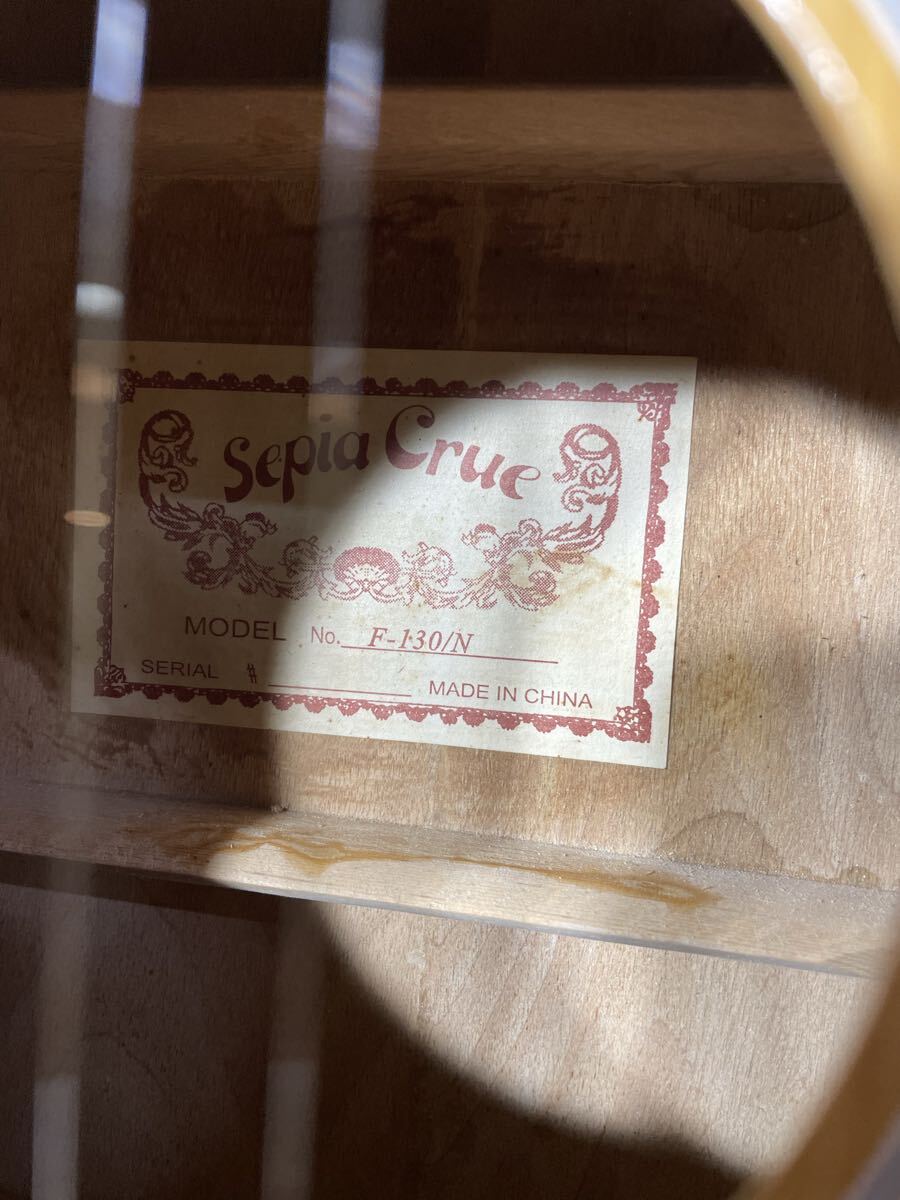 Sepia Crue
MODEL No. F-130/N
SERIAL # MADE IN CHINA